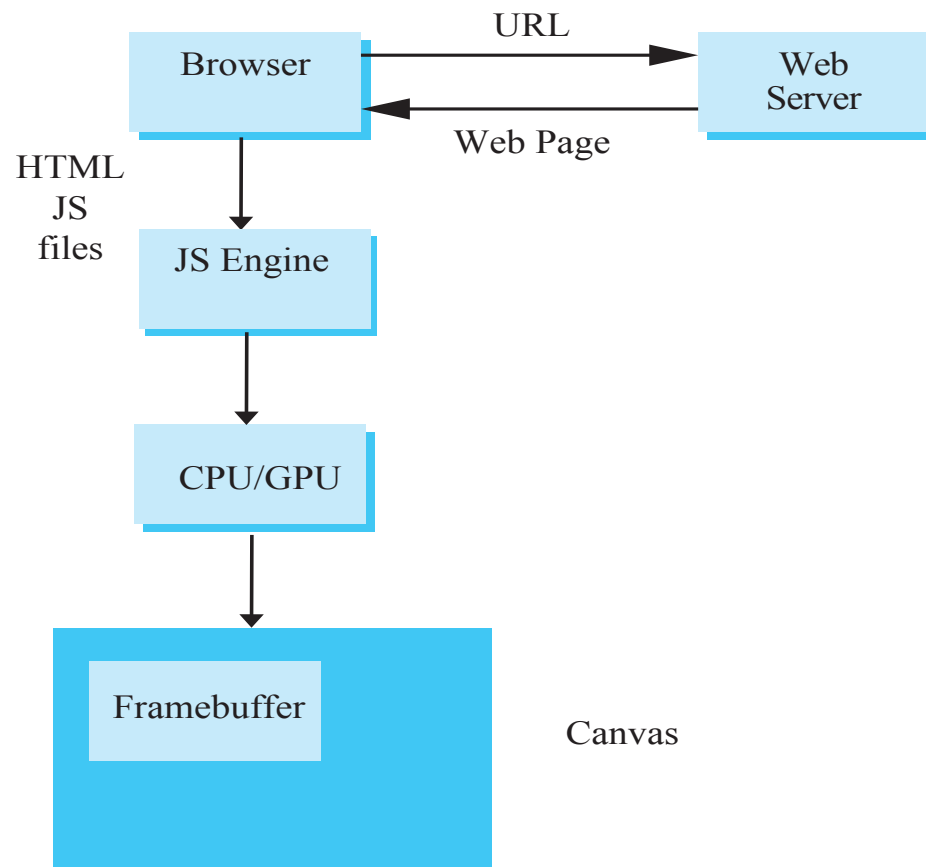 URL
Browser
Web
Server
Web Page
HTML
JS
files
JS Engine
CPU/GPU
Framebuffer
Canvas